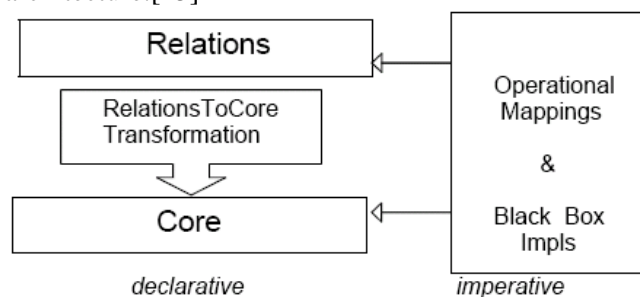 Relations
RelationsToCore
Transformation
Core
Operational
Mappings
&
Black Box
Impls
declarative
imperative